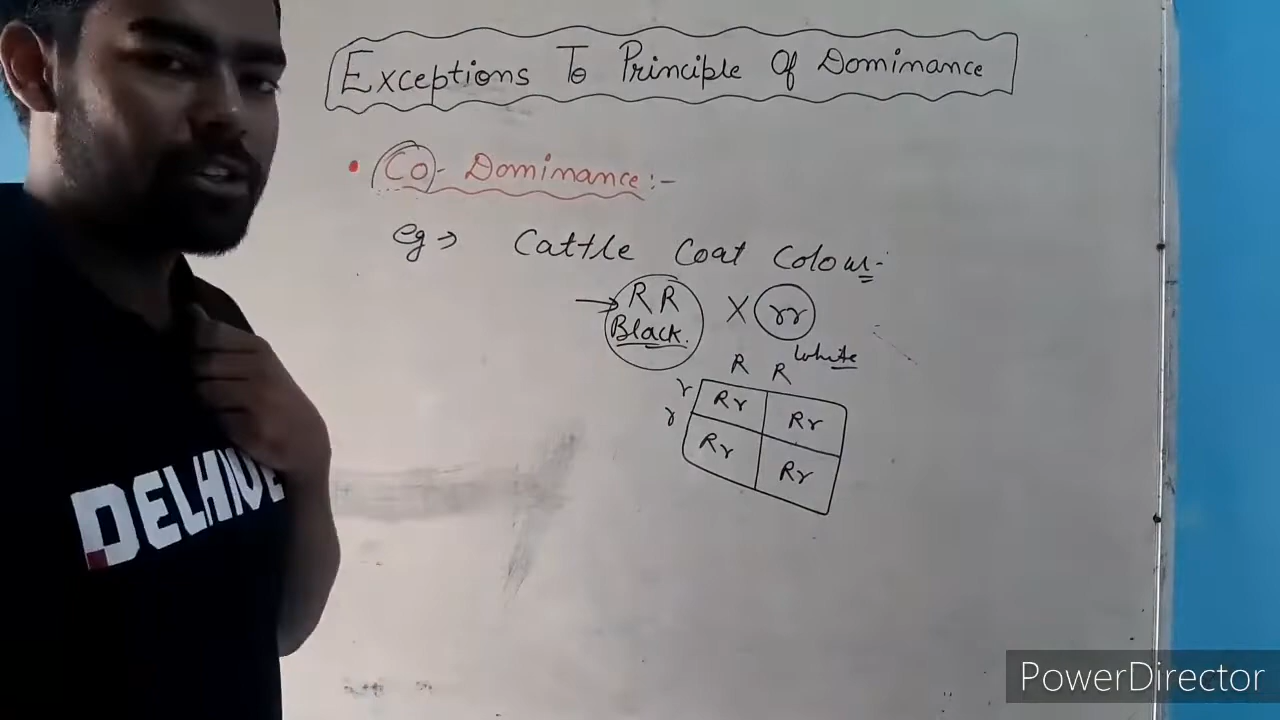 Exceptions To Principle Of Dominance
• Co- Dominance :-
eg → Cattle Coat Colour:-
→ RR X rr
Black. White
R R
r Rr Rr
r Rr Rr
DELHIVE
PowerDirector